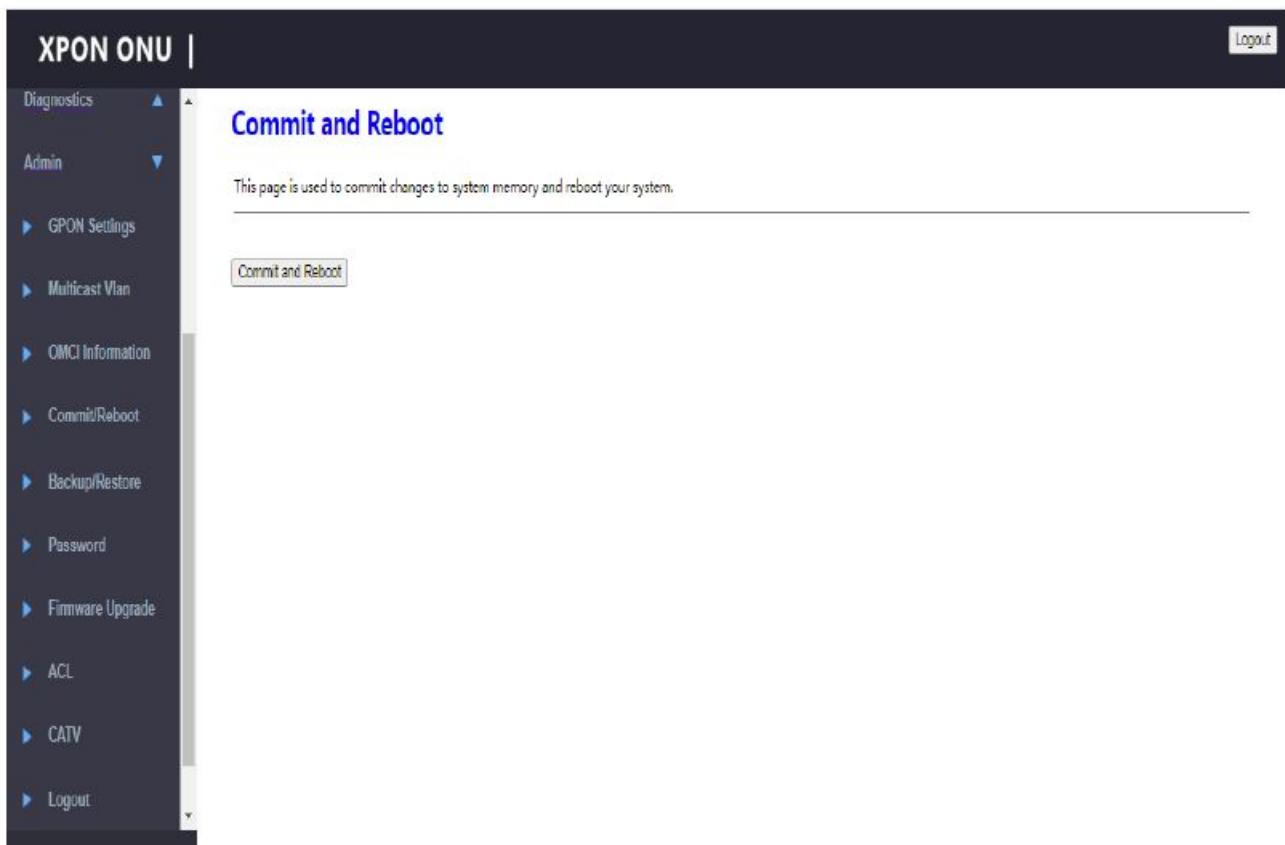 XPON ONU |
Logout
Diagnostics
Admin
GPON Settings
Multicast Vlan
OMCI Information
Commit/Reboot
Backup/Restore
Password
Firmware Upgrade
ACL
CATV
Logout
Commit and Reboot
This page is used to commit changes to system memory and reboot your system.
Commit and Reboot